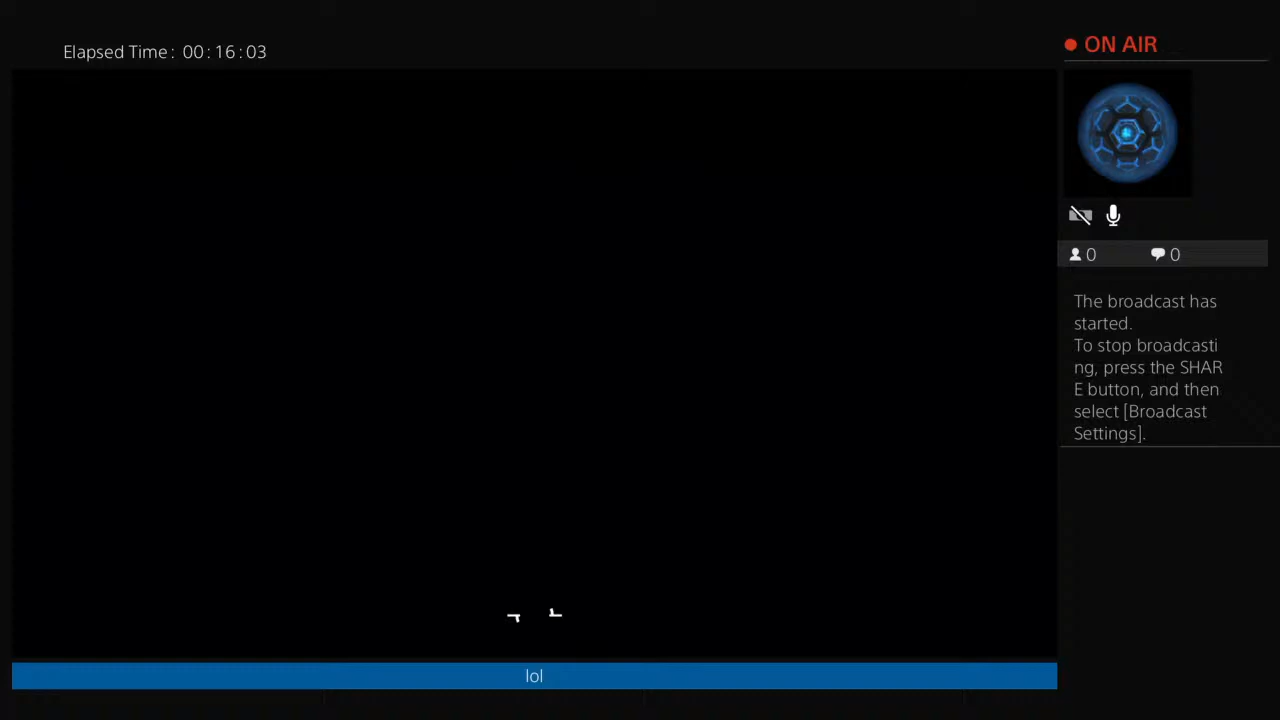 Elapsed Time: 00:16:03
ON AIR
0 0
The broadcast has
started.
To stop broadcasti
ng, press the SHAR
E button, and then
select [Broadcast
Settings].
lol